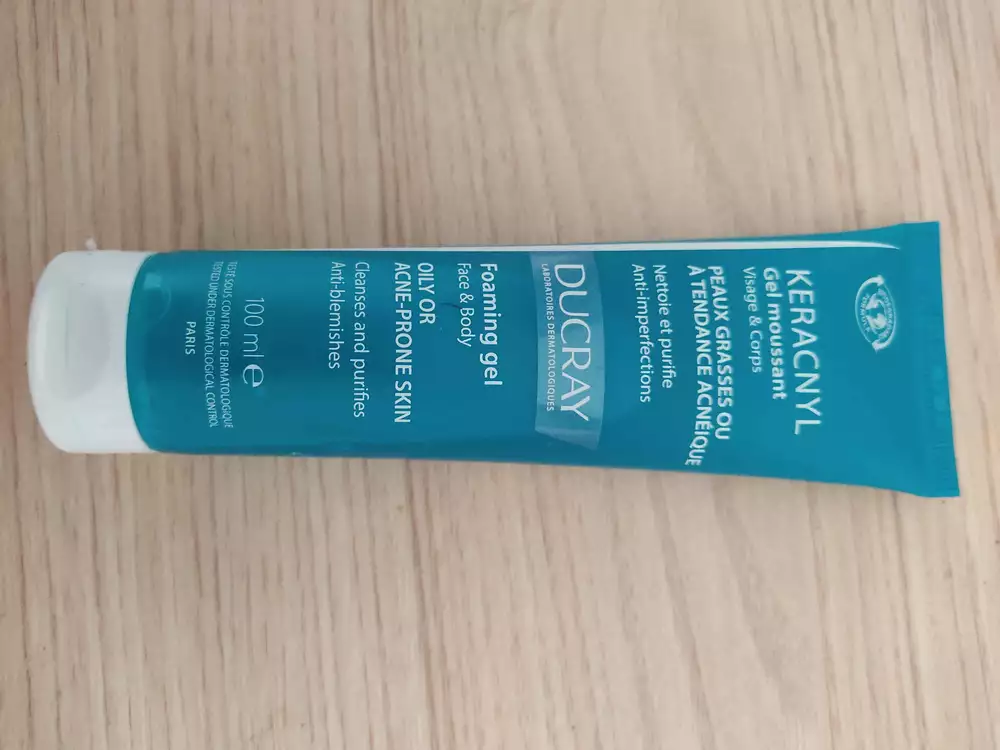 KERACNYL
Gel moussant
Visage & Corps
PEAUX GRASSES OU
À TENDANCE ACNÉIQUE
Nettoie et purifie
Anti-imperfections
DUCRAY
LABORATOIRES DERMATOLOGIQUES
Foaming gel
Face & Body
OILY OR
ACNE-PRONE SKIN
Cleanses and purifies
Anti-blemishes
100 ml e
TESTÉ SOUS CONTRÔLE DERMATOLOGIQUE
TESTED UNDER DERMATOLOGICAL CONTROL
PARIS